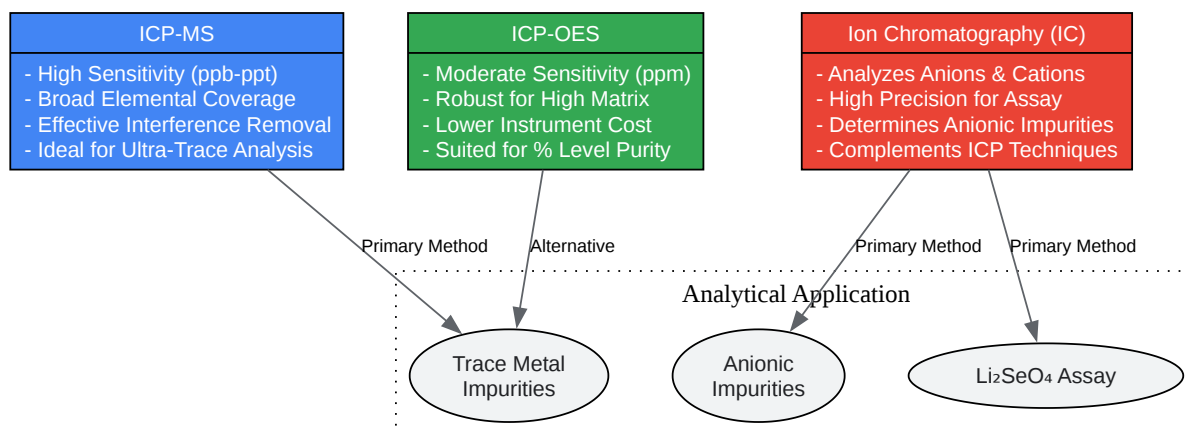 ICP-MS
- High Sensitivity (ppb-ppt)
- Broad Elemental Coverage
- Effective Interference Removal
- Ideal for Ultra-Trace Analysis
ICP-OES
- Moderate Sensitivity (ppm)
- Robust for High Matrix
- Lower Instrument Cost
- Suited for % Level Purity
Ion Chromatography (IC)
- Analyzes Anions & Cations
- High Precision for Assay
- Determines Anionic Impurities
- Complements ICP Techniques
Primary Method
Alternative
Primary Method
Primary Method
Analytical Application
Trace Metal
Impurities
Anionic
Impurities
Li₂SeO₄ Assay